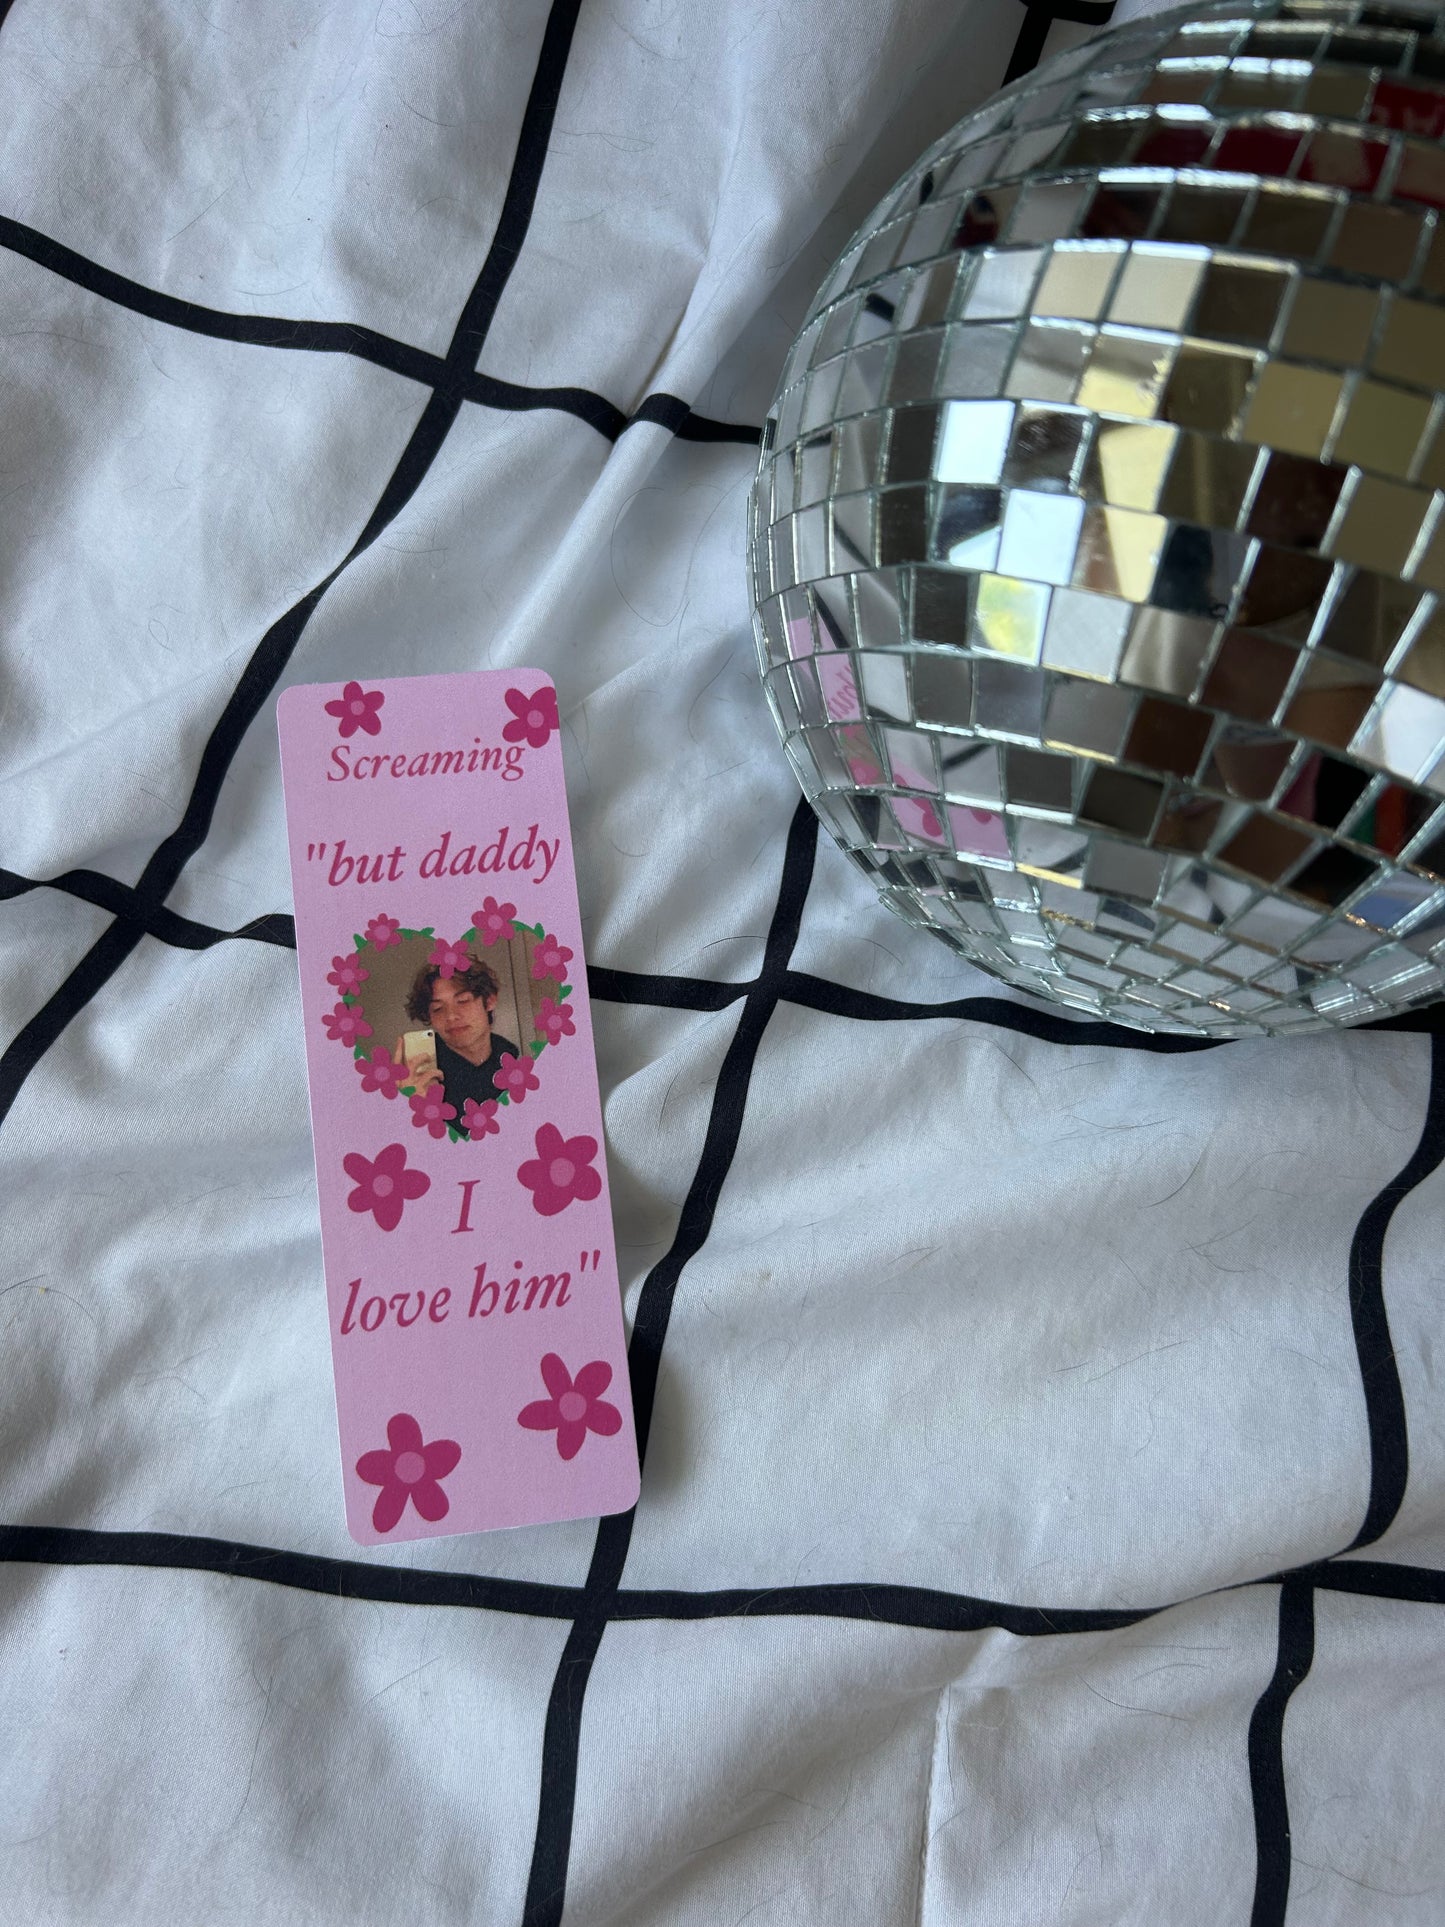 Screaming
"but daddy
I
love him"